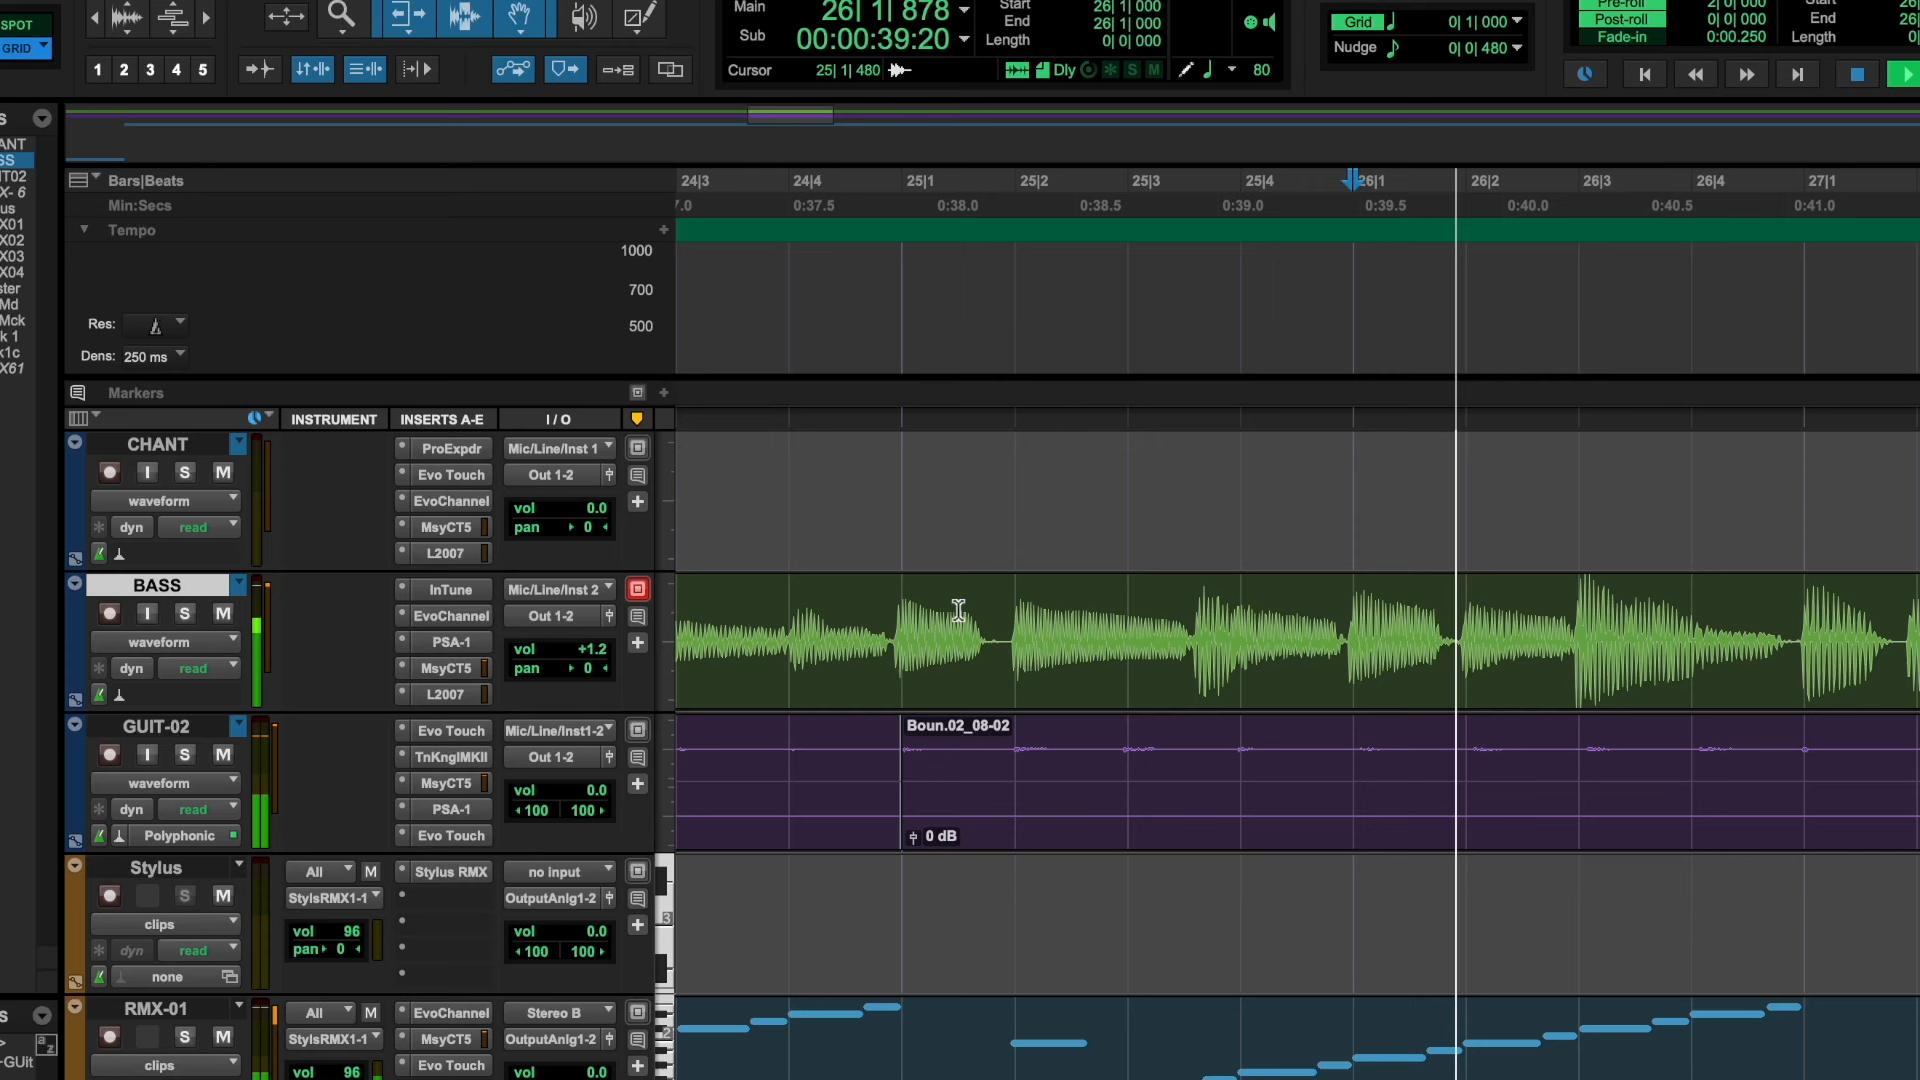 SPOT
GRID
1 2 3 4 5
Main 26| 1| 878
Sub 00:00:39:20
Cursor 25| 1| 480
Start 26| 1| 000
End 26| 1| 000
Length 0| 0| 000
Dly S M 80
Grid 0| 1| 000
Nudge 0| 0| 480
Pre-roll 2| 0| 000
Post-roll 0| 0| 000
Fade-in 0:00.250
Start 26|
End 26|
Length 0|
Bars|Beats 24|3 24|4 25|1 25|2 25|3 25|4 26|1 26|2 26|3 26|4 27|1
Min:Secs 7.0 0:37.5 0:38.0 0:38.5 0:39.0 0:39.5 0:40.0 0:40.5 0:41.0
Tempo
1000
700
500
Res:
Dens: 250 ms
Markers
INSTRUMENT INSERTS A-E I / O
S
ANT
SS
IT02
X- 6
us
X01
X02
X03
X04
ster
Md
Mck
k 1
k1c
X61
CHANT
I S M
waveform
dyn read
ProExpdr
Evo Touch
EvoChannel
MsyCT5
L2007
Mic/Line/Inst 1
Out 1-2
vol 0.0
pan 0
BASS
I S M
waveform
dyn read
InTune
EvoChannel
PSA-1
MsyCT5
L2007
Mic/Line/Inst 2
Out 1-2
vol +1.2
pan 0
GUIT-02
I S M
waveform
dyn read
Polyphonic
Evo Touch
TnKngIMKII
MsyCT5
PSA-1
Evo Touch
Mic/Line/Inst1-2
Out 1-2
vol 0.0
100 100
Boun.02_08-02
0 dB
Stylus
S M
clips
dyn read
none
All M
StylsRMX1-1
vol 96
pan 0
Stylus RMX
no input
OutputAnlg1-2
vol 0.0
100 100
3
RMX-01
S M
clips
All M
StylsRMX1-1
vol 96
EvoChannel
MsyCT5
Evo Touch
Stereo B
OutputAnlg1-2
vol 0.0
2
S
a z
-GUit